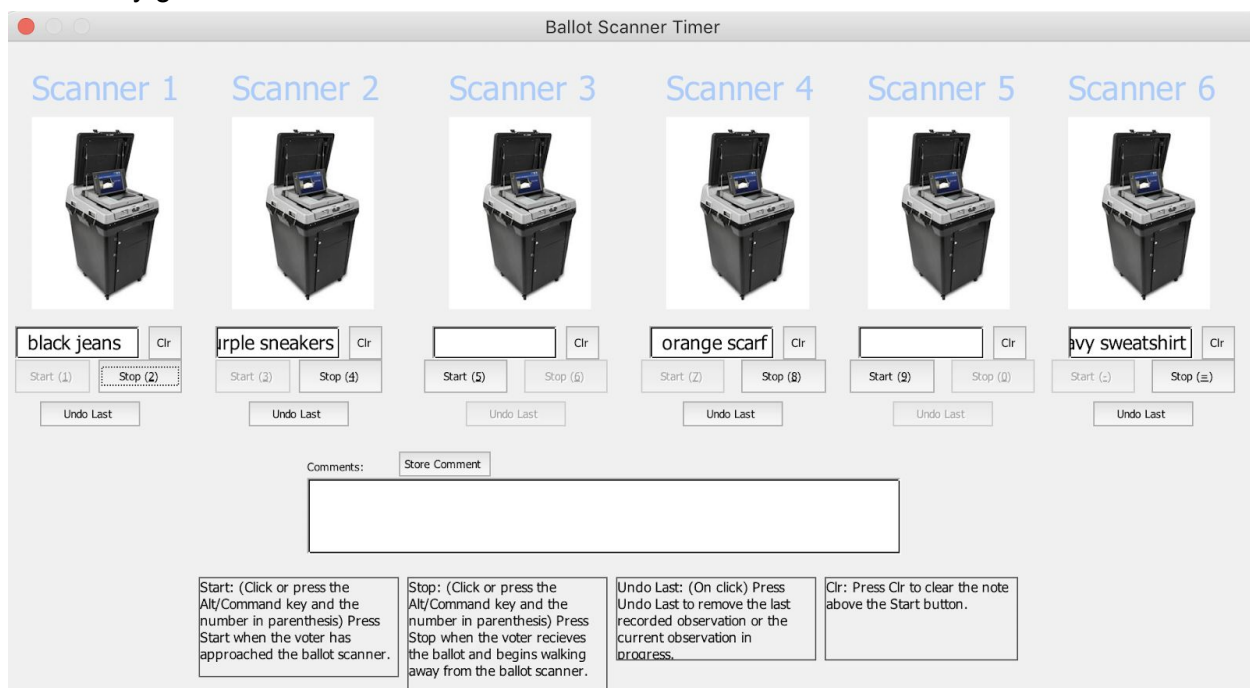 Ballot Scanner Timer
Scanner 1 Scanner 2 Scanner 3 Scanner 4 Scanner 5 Scanner 6
black jeans Clr urple sneakers Clr Clr orange scarf Clr Clr avy sweatshirt Clr
Start (1) Stop (2) Start (3) Stop (4) Start (5) Stop (6) Start (7) Stop (8) Start (9) Stop (0) Start (-) Stop (=)
Undo Last Undo Last Undo Last Undo Last Undo Last Undo Last
Comments: Store Comment
Start: (Click or press the
Alt/Command key and the
number in parenthesis) Press
Start when the voter has
approached the ballot scanner.
Stop: (Click or press the
Alt/Command key and the
number in parenthesis) Press
Stop when the voter recieves
the ballot and begins walking
away from the ballot scanner.
Undo Last: (On click) Press
Undo Last to remove the last
recorded observation or the
current observation in
progress.
Clr: Press Clr to clear the note
above the Start button.